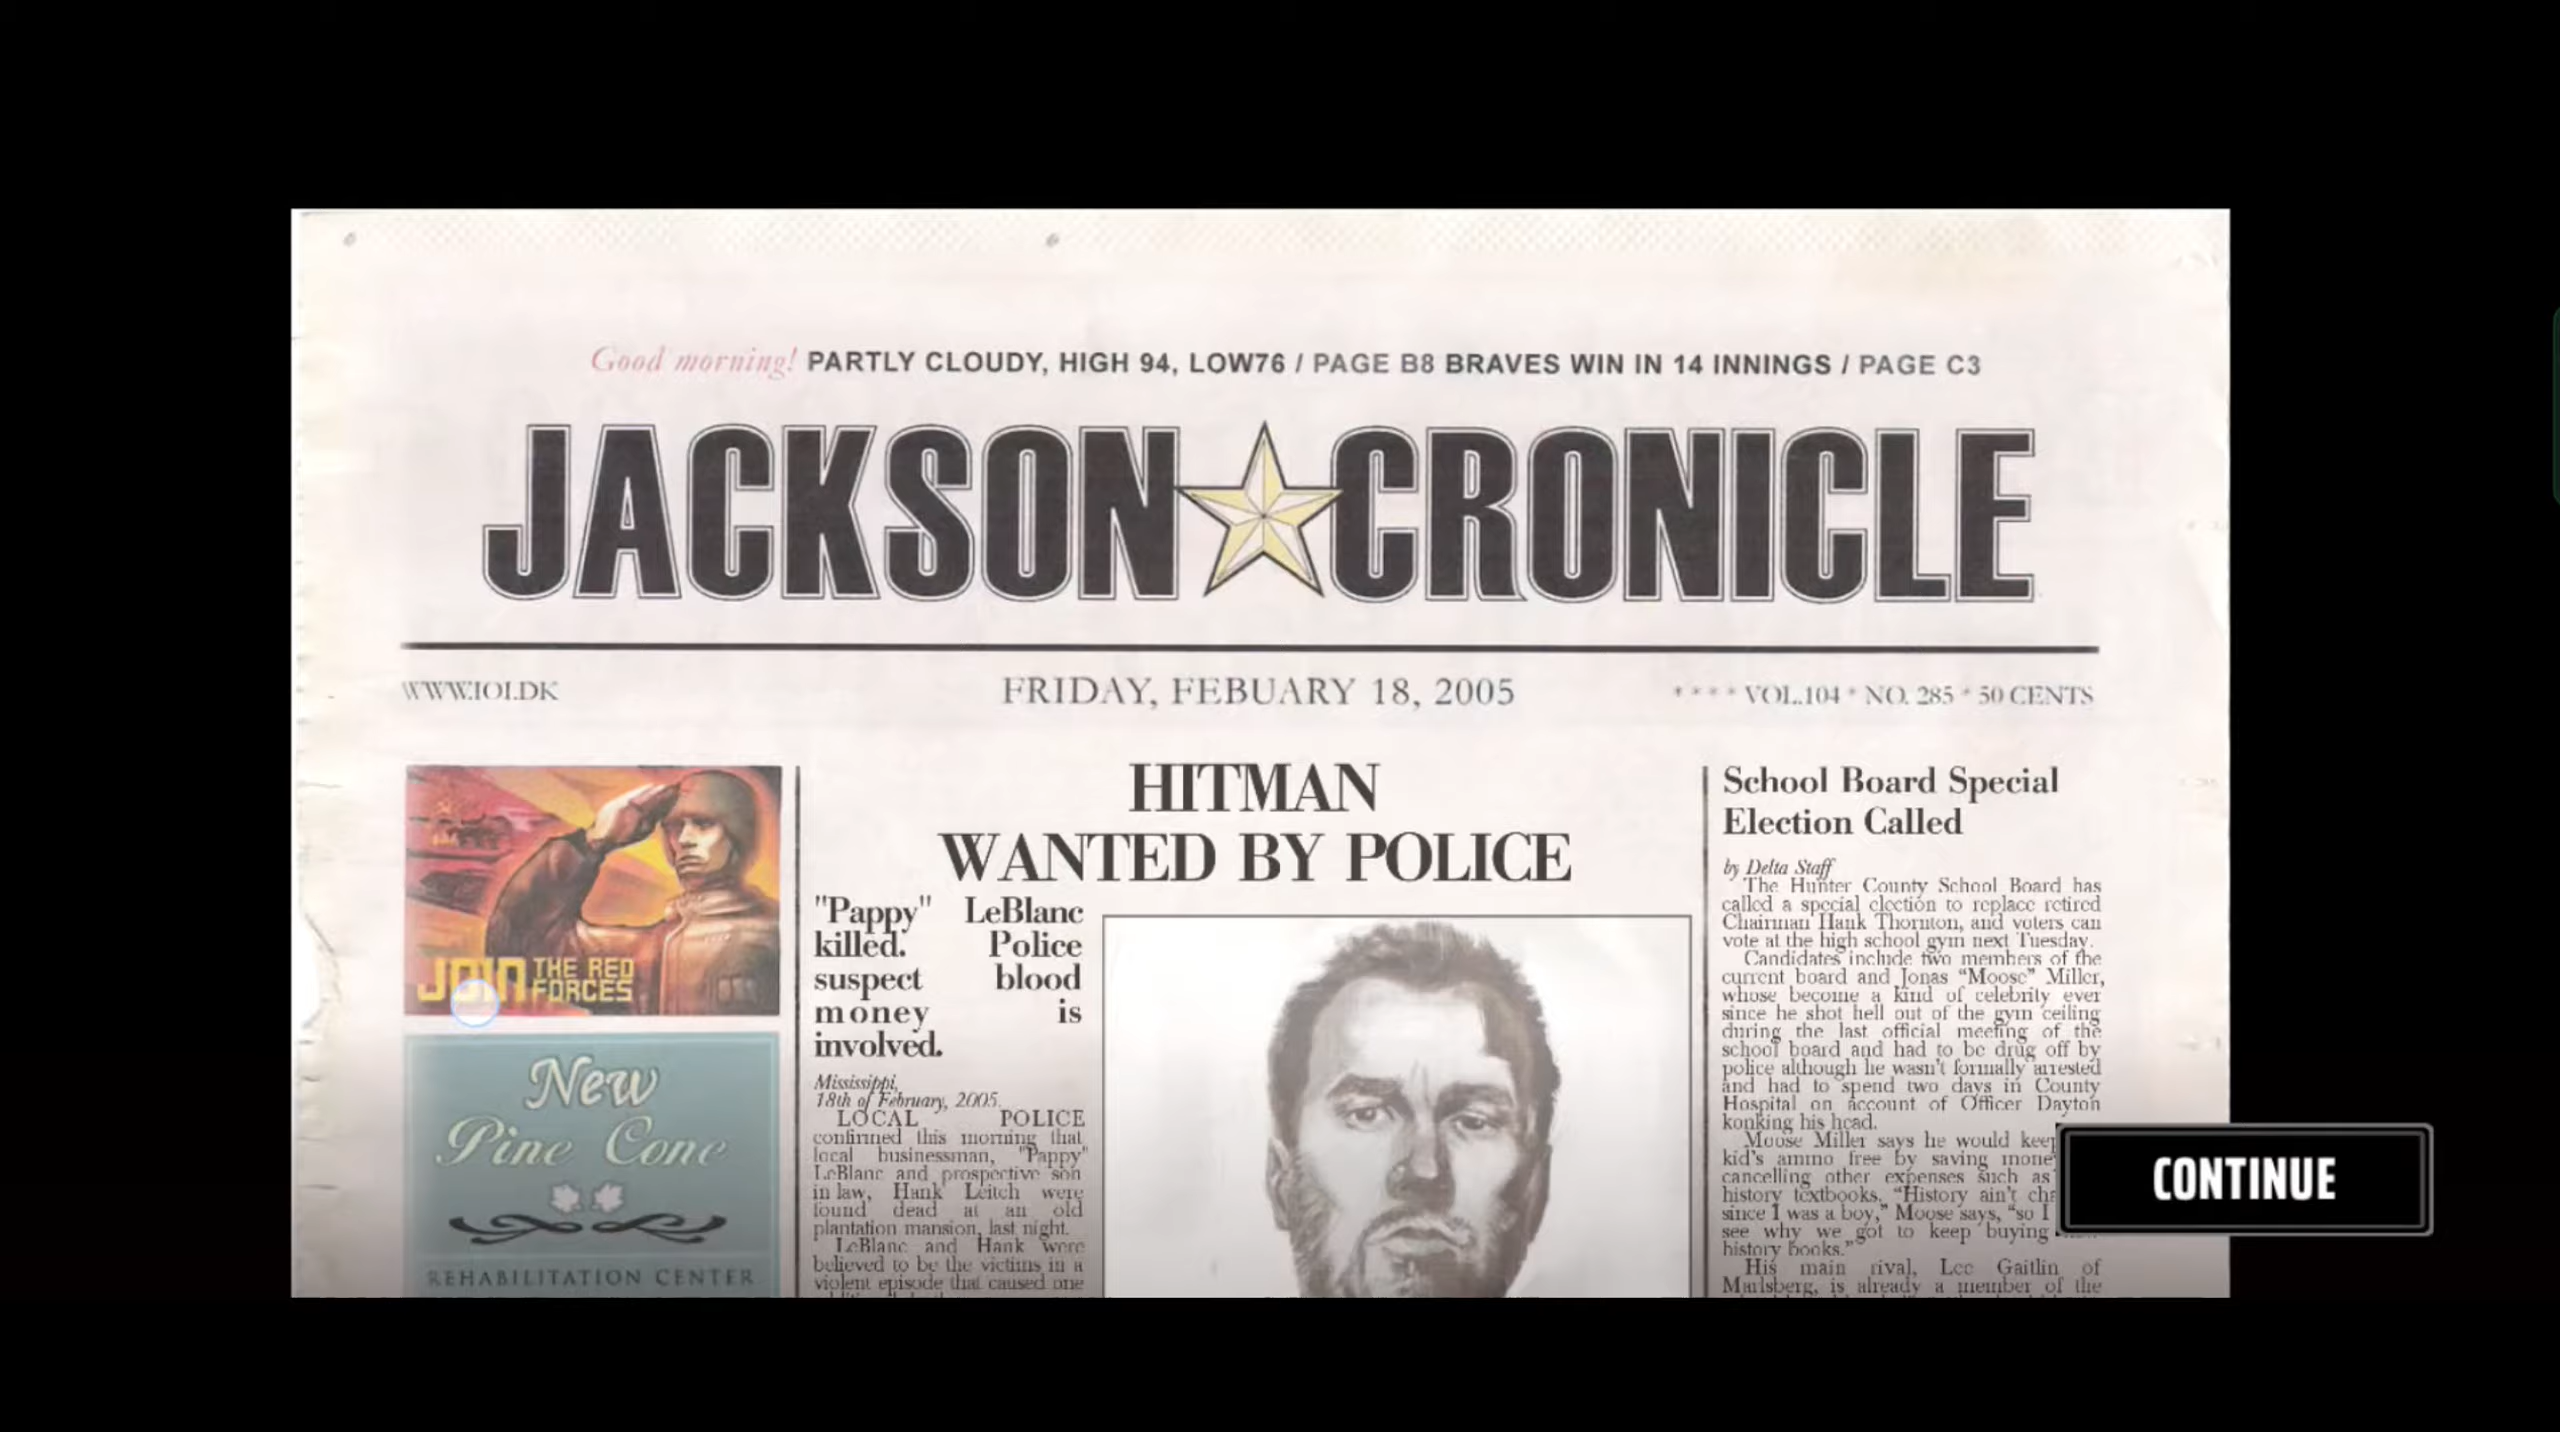 Good morning! PARTLY CLOUDY, HIGH 94, LOW76 / PAGE B8 BRAVES WIN IN 14 INNINGS / PAGE C3
JACKSON CRONICLE
WWW.IOI.DK
FRIDAY, FEBUARY 18, 2005
* * * * VOL.104 * NO. 285 * 50 CENTS
JOIN THE RED
FORCES
New
Pine Cone
REHABILITATION CENTER
HITMAN
WANTED BY POLICE
"Pappy" LeBlanc
killed. Police
suspect blood
money is
involved.
Mississippi,
18th of February, 2005.
LOCAL POLICE
confirmed this morning that
local businessman, "Pappy"
LeBlanc and prospective son
in law, Hank Leitch were
found dead at an old
plantation mansion, last night.
LeBlanc and Hank were
believed to be the victims in a
violent episode that caused one
School Board Special
Election Called
by Delta Staff
The Hunter County School Board has
called a special election to replace retired
Chairman Hank Thornton, and voters can
vote at the high school gym next Tuesday.
Candidates include two members of the
current board and Jonas “Moose” Miller,
whose become a kind of celebrity ever
since he shot hell out of the gym ceiling
during the last official meeting of the
school board and had to be drug off by
police although he wasn't formally arrested
and had to spend two days in County
Hospital on account of Officer Dayton
konking his head.
Moose Miller says he would keep
kid's ammo free by saving
cancelling other expenses such as
history textbooks. “History ain't
since I was a boy,” Moose says, “so I
see why we got to keep buying
history books.”
His main rival, Lee Gaitlin of
Marlsberg, is already a member of the
CONTINUE